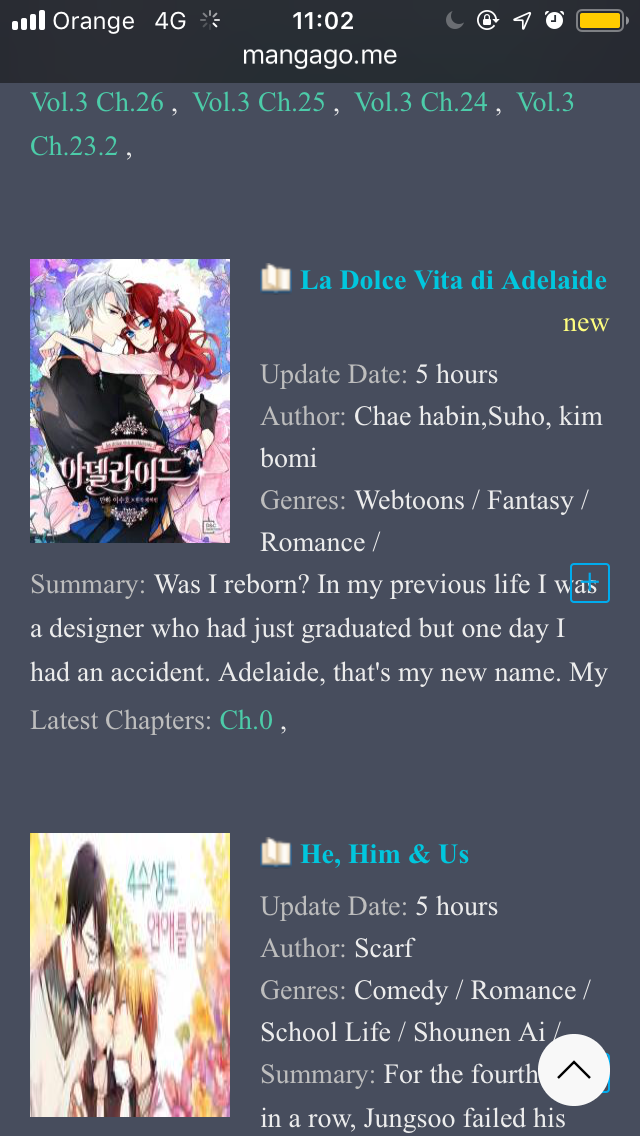 Orange 4G 11:02
mangago.me
Vol.3 Ch.26 , Vol.3 Ch.25 , Vol.3 Ch.24 , Vol.3
Ch.23.2 ,
아델라이드
La Dolce Vita di Adelaide
new
Update Date: 5 hours
Author: Chae habin,Suho, kim
bomi
Genres: Webtoons / Fantasy /
Romance /
Summary: Was I reborn? In my previous life I was
a designer who had just graduated but one day I
had an accident. Adelaide, that's my new name. My
Latest Chapters: Ch.0 ,
4수생도
연애를 한다
He, Him & Us
Update Date: 5 hours
Author: Scarf
Genres: Comedy / Romance /
School Life / Shounen Ai /
Summary: For the fourth
in a row, Jungsoo failed his